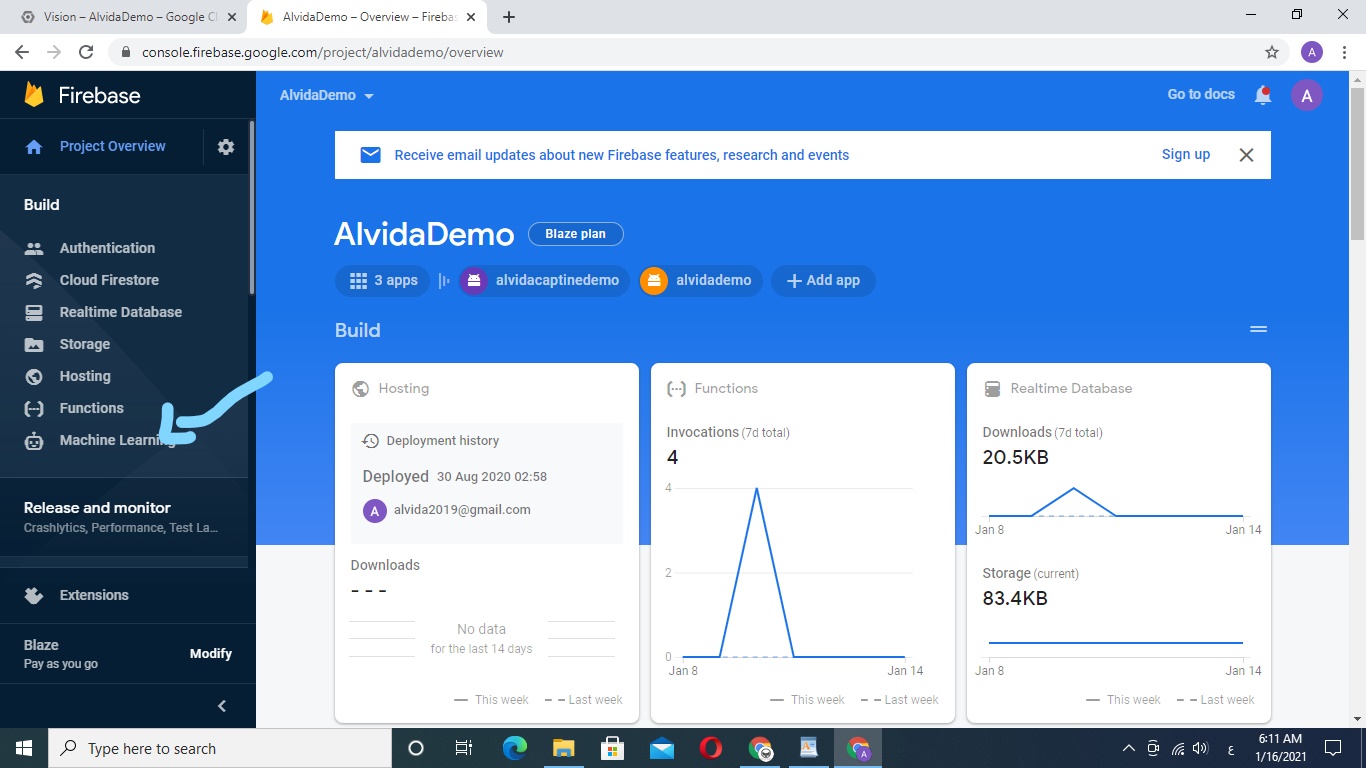 Vision – AlvidaDemo – Google Cl
AlvidaDemo – Overview – Firebas
console.firebase.google.com/project/alvidademo/overview
A
Firebase
AlvidaDemo
Go to docs
A
Project Overview
Receive email updates about new Firebase features, research and events
Sign up
Build
AlvidaDemo
Blaze plan
Authentication
Cloud Firestore
Realtime Database
Storage
Hosting
Functions
Machine Learning
3 apps
alvidacaptinedemo
alvidademo
Add app
Build
Hosting
Deployment history
Deployed 30 Aug 2020 02:58
A alvida2019@gmail.com
Downloads
- - -
No data
for the last 14 days
This week
Last week
Functions
Invocations (7d total)
4
4
2
0
Jan 8
Jan 14
This week
Last week
Realtime Database
Downloads (7d total)
20.5KB
Jan 8
Jan 14
Storage (current)
83.4KB
Jan 8
Jan 14
This week
Last week
Release and monitor
Crashlytics, Performance, Test La...
Extensions
Blaze
Pay as you go
Modify
Type here to search
A
ع
6:11 AM
1/16/2021